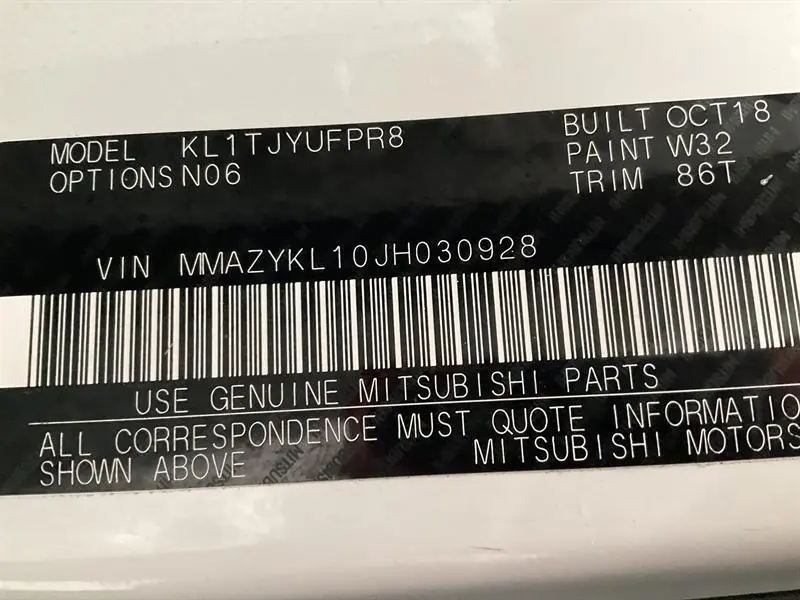 MODEL KL1TJYUFPR8 BUILT OCT18
OPTIONS N06 PAINT W32
TRIM 86T
VIN MMAZYKL10JH030928
USE GENUINE MITSUBISHI PARTS
ALL CORRESPONDENCE MUST QUOTE INFORMATIO
SHOWN ABOVE MITSUBISHI MOTORS